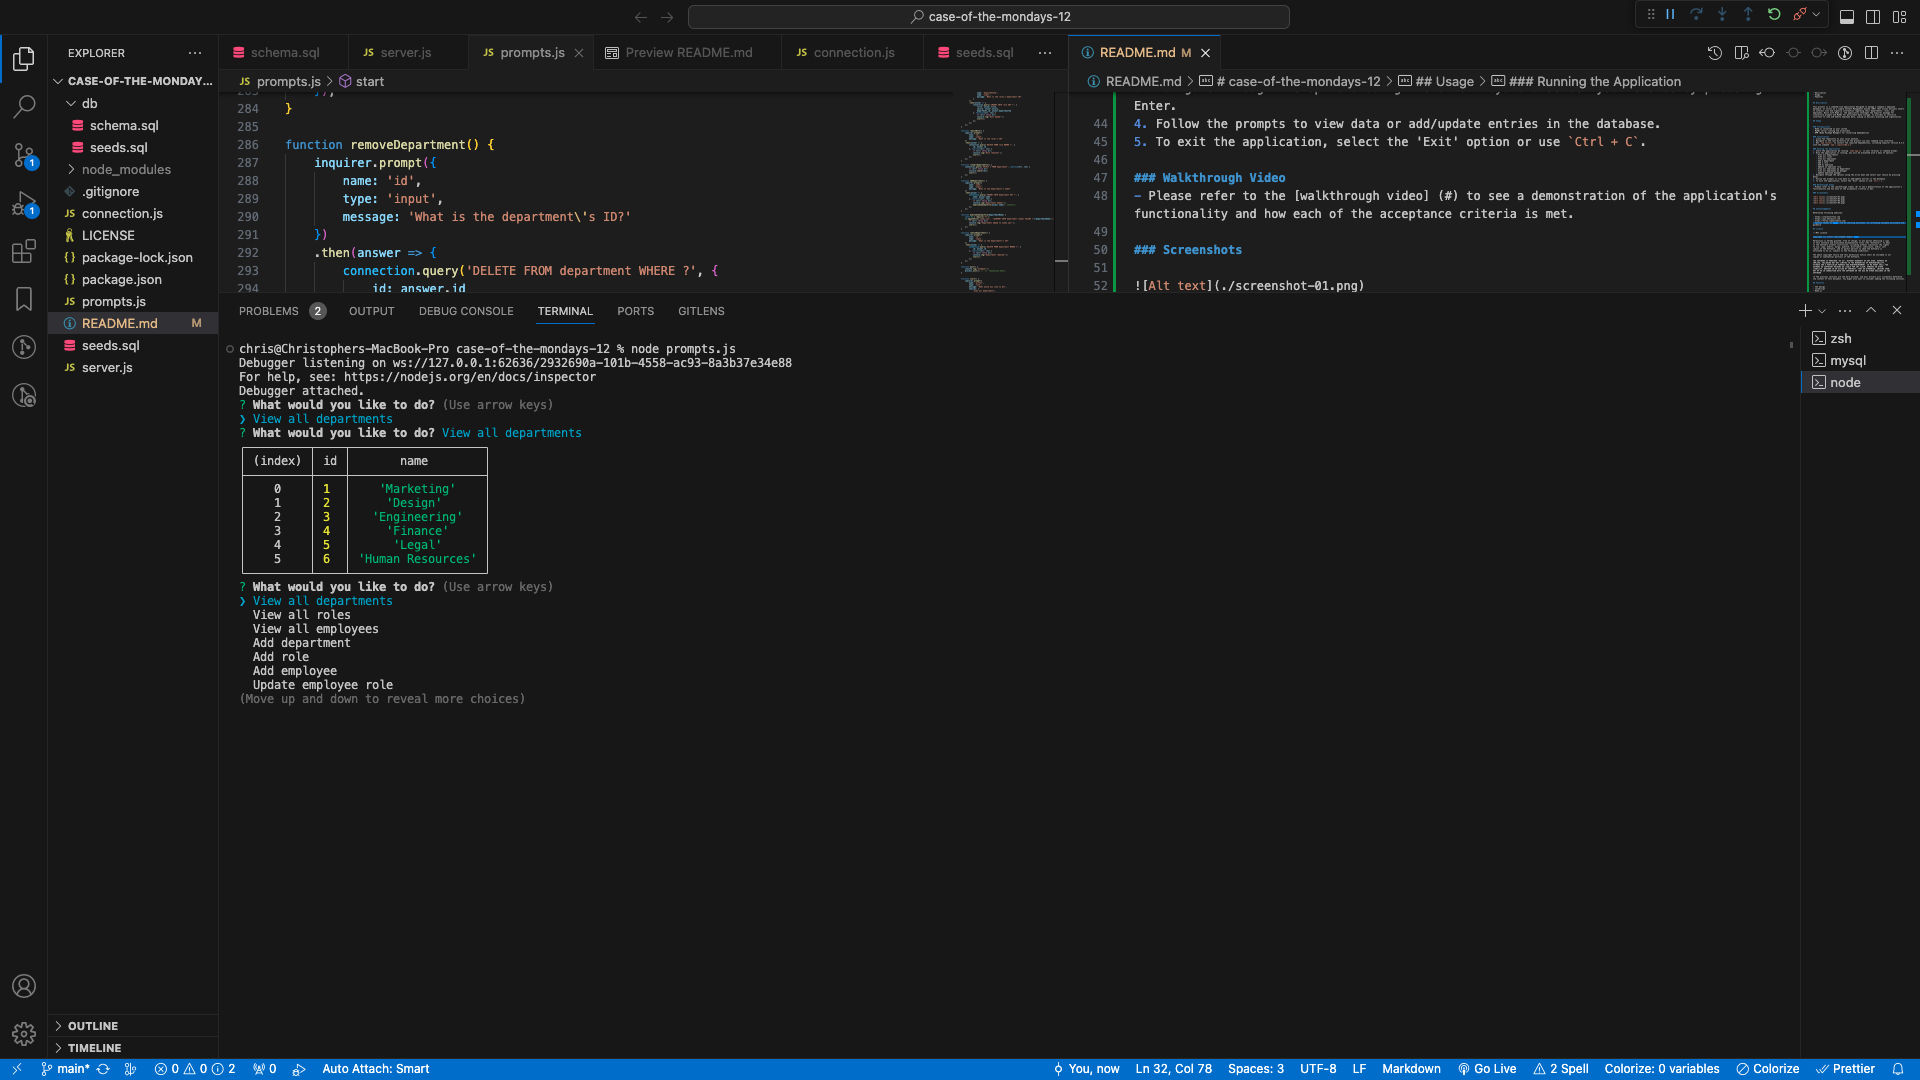 case-of-the-mondays-12
EXPLORER
CASE-OF-THE-MONDAY...
db
schema.sql
seeds.sql
node_modules
.gitignore
JS connection.js
LICENSE
{} package-lock.json
{} package.json
JS prompts.js
README.md M
seeds.sql
JS server.js
OUTLINE
TIMELINE
1
1
schema.sql
JS server.js
JS prompts.js
Preview README.md
JS connection.js
seeds.sql
JS prompts.js > start
284 }
285
286 function removeDepartment() {
287 inquirer.prompt({
288 name: 'id',
289 type: 'input',
290 message: 'What is the department\'s ID?'
291 })
292 .then(answer => {
293 connection.query('DELETE FROM department WHERE ?', {
294 id: answer.id
README.md M
README.md > # case-of-the-mondays-12 > ## Usage > ### Running the Application
Enter.
44 4. Follow the prompts to view data or add/update entries in the database.
45 5. To exit the application, select the 'Exit' option or use `Ctrl + C`.
46
47 ### Walkthrough Video
48 - Please refer to the [walkthrough video] (#) to see a demonstration of the application's
functionality and how each of the acceptance criteria is met.
49
50 ### Screenshots
51
52 ![Alt text](./screenshot-01.png)
PROBLEMS 2 OUTPUT DEBUG CONSOLE TERMINAL PORTS GITLENS
chris@Christophers-MacBook-Pro case-of-the-mondays-12 % node prompts.js
Debugger listening on ws://127.0.0.1:62636/2932690a-101b-4558-ac93-8a3b37e34e88
For help, see: https://nodejs.org/en/docs/inspector
Debugger attached.
? What would you like to do? (Use arrow keys)
❯ View all departments
? What would you like to do? View all departments
(index) id name
0 1 'Marketing'
1 2 'Design'
2 3 'Engineering'
3 4 'Finance'
4 5 'Legal'
5 6 'Human Resources'
? What would you like to do? (Use arrow keys)
❯ View all departments
View all roles
View all employees
Add department
Add role
Add employee
Update employee role
(Move up and down to reveal more choices)
zsh
mysql
node
main* 0 0 2 0 Auto Attach: Smart You, now Ln 32, Col 78 Spaces: 3 UTF-8 LF Markdown Go Live 2 Spell Colorize: 0 variables Colorize Prettier